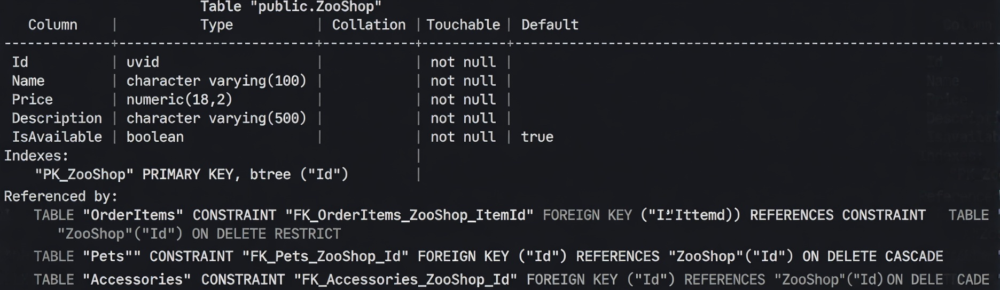 Table "public.ZooShop"
Column | Type | Collation | Touchable | Default
Id | uvid | | not null |
Name | character varying(100) | | not null |
Price | numeric(18,2) | | not null |
Description | character varying(500) | | not null |
IsAvailable | boolean | | not null | true
Indexes:
"PK_ZooShop" PRIMARY KEY, btree ("Id")
Referenced by:
TABLE "OrderItems" CONSTRAINT "FK_OrderItems_ZooShop_ItemId" FOREIGN KEY REFERENCES CONSTRAINT TABLE "
"ZooShop"("Id") ON DELETE RESTRICT
TABLE "Pets"" CONSTRAINT "FK_Pets_ZooShop_Id" FOREIGN KEY ("Id") REFERENCES "ZooShop"("Id") ON DELETE CASCADE
TABLE "Accessories" CONSTRAINT "FK_Accessories_ZooShop_Id" FOREIGN KEY ("Id") REFERENCES "ZooShop"("Id)ON DELE CADE "